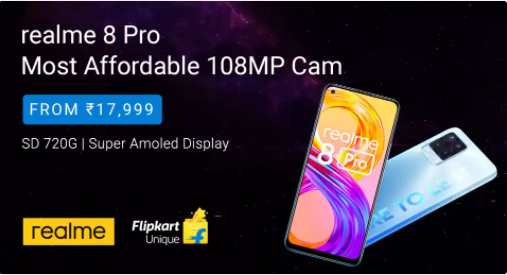 realme 8 Pro
Most Affordable 108MP Cam
FROM ₹17,999
SD 720G | Super Amoled Display
realme
Flipkart
Unique
realme
8 Pro